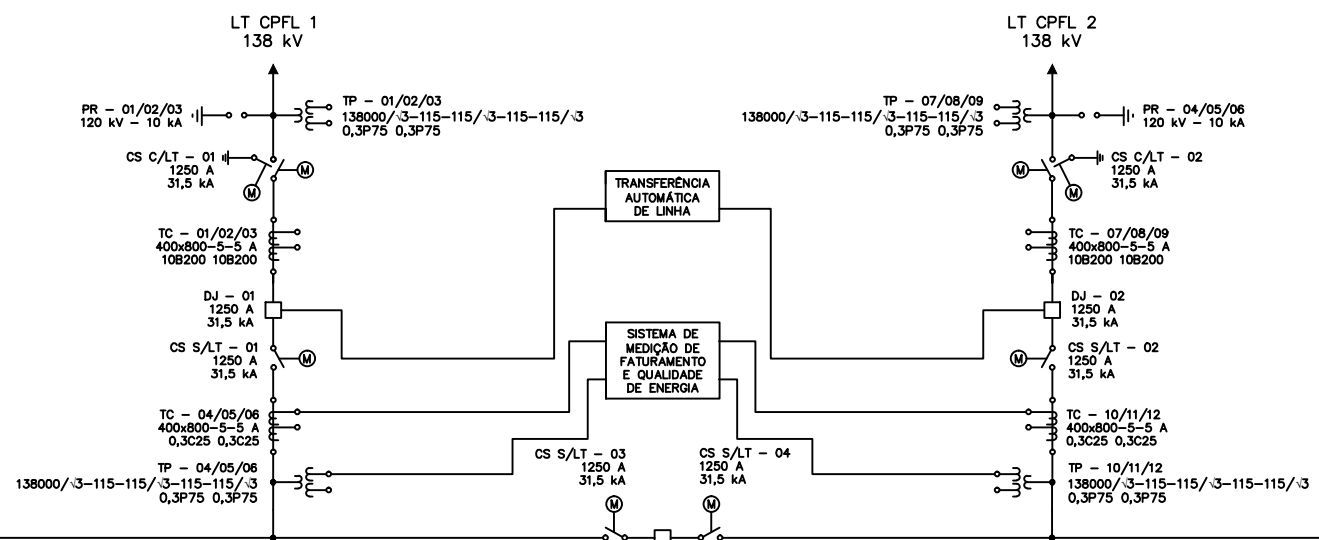 LT CPFL 1
138 kV
LT CPFL 2
138 kV
PR - 01/02/03
120 kV - 10 kA
TP - 01/02/03
138000/√3-115-115/√3-115-115/√3
0,3P75 0,3P75
TP - 07/08/09
138000/√3-115-115/√3-115-115/√3
0,3P75 0,3P75
PR - 04/05/06
120 kV - 10 kA
CS C/LT - 01
1250 A
31,5 kA
M
M
TRANSFERÊNCIA
AUTOMÁTICA
DE LINHA
M
M
CS C/LT - 02
1250 A
31,5 kA
TC - 01/02/03
400x800-5-5 A
10B200 10B200
TC - 07/08/09
400x800-5-5 A
10B200 10B200
DJ - 01
1250 A
31,5 kA
DJ - 02
1250 A
31,5 kA
CS S/LT - 01
1250 A
31,5 kA
M
SISTEMA DE
MEDIÇÃO DE
FATURAMENTO
E QUALIDADE
DE ENERGIA
M
CS S/LT - 02
1250 A
31,5 kA
TC - 04/05/06
400x800-5-5 A
0,3C25 0,3C25
TC - 10/11/12
400x800-5-5 A
0,3C25 0,3C25
TP - 04/05/06
138000/√3-115-115/√3-115-115/√3
0,3P75 0,3P75
CS S/LT - 03
1250 A
31,5 kA
M
CS S/LT - 04
1250 A
31,5 kA
M
TP - 10/11/12
138000/√3-115-115/√3-115-115/√3
0,3P75 0,3P75